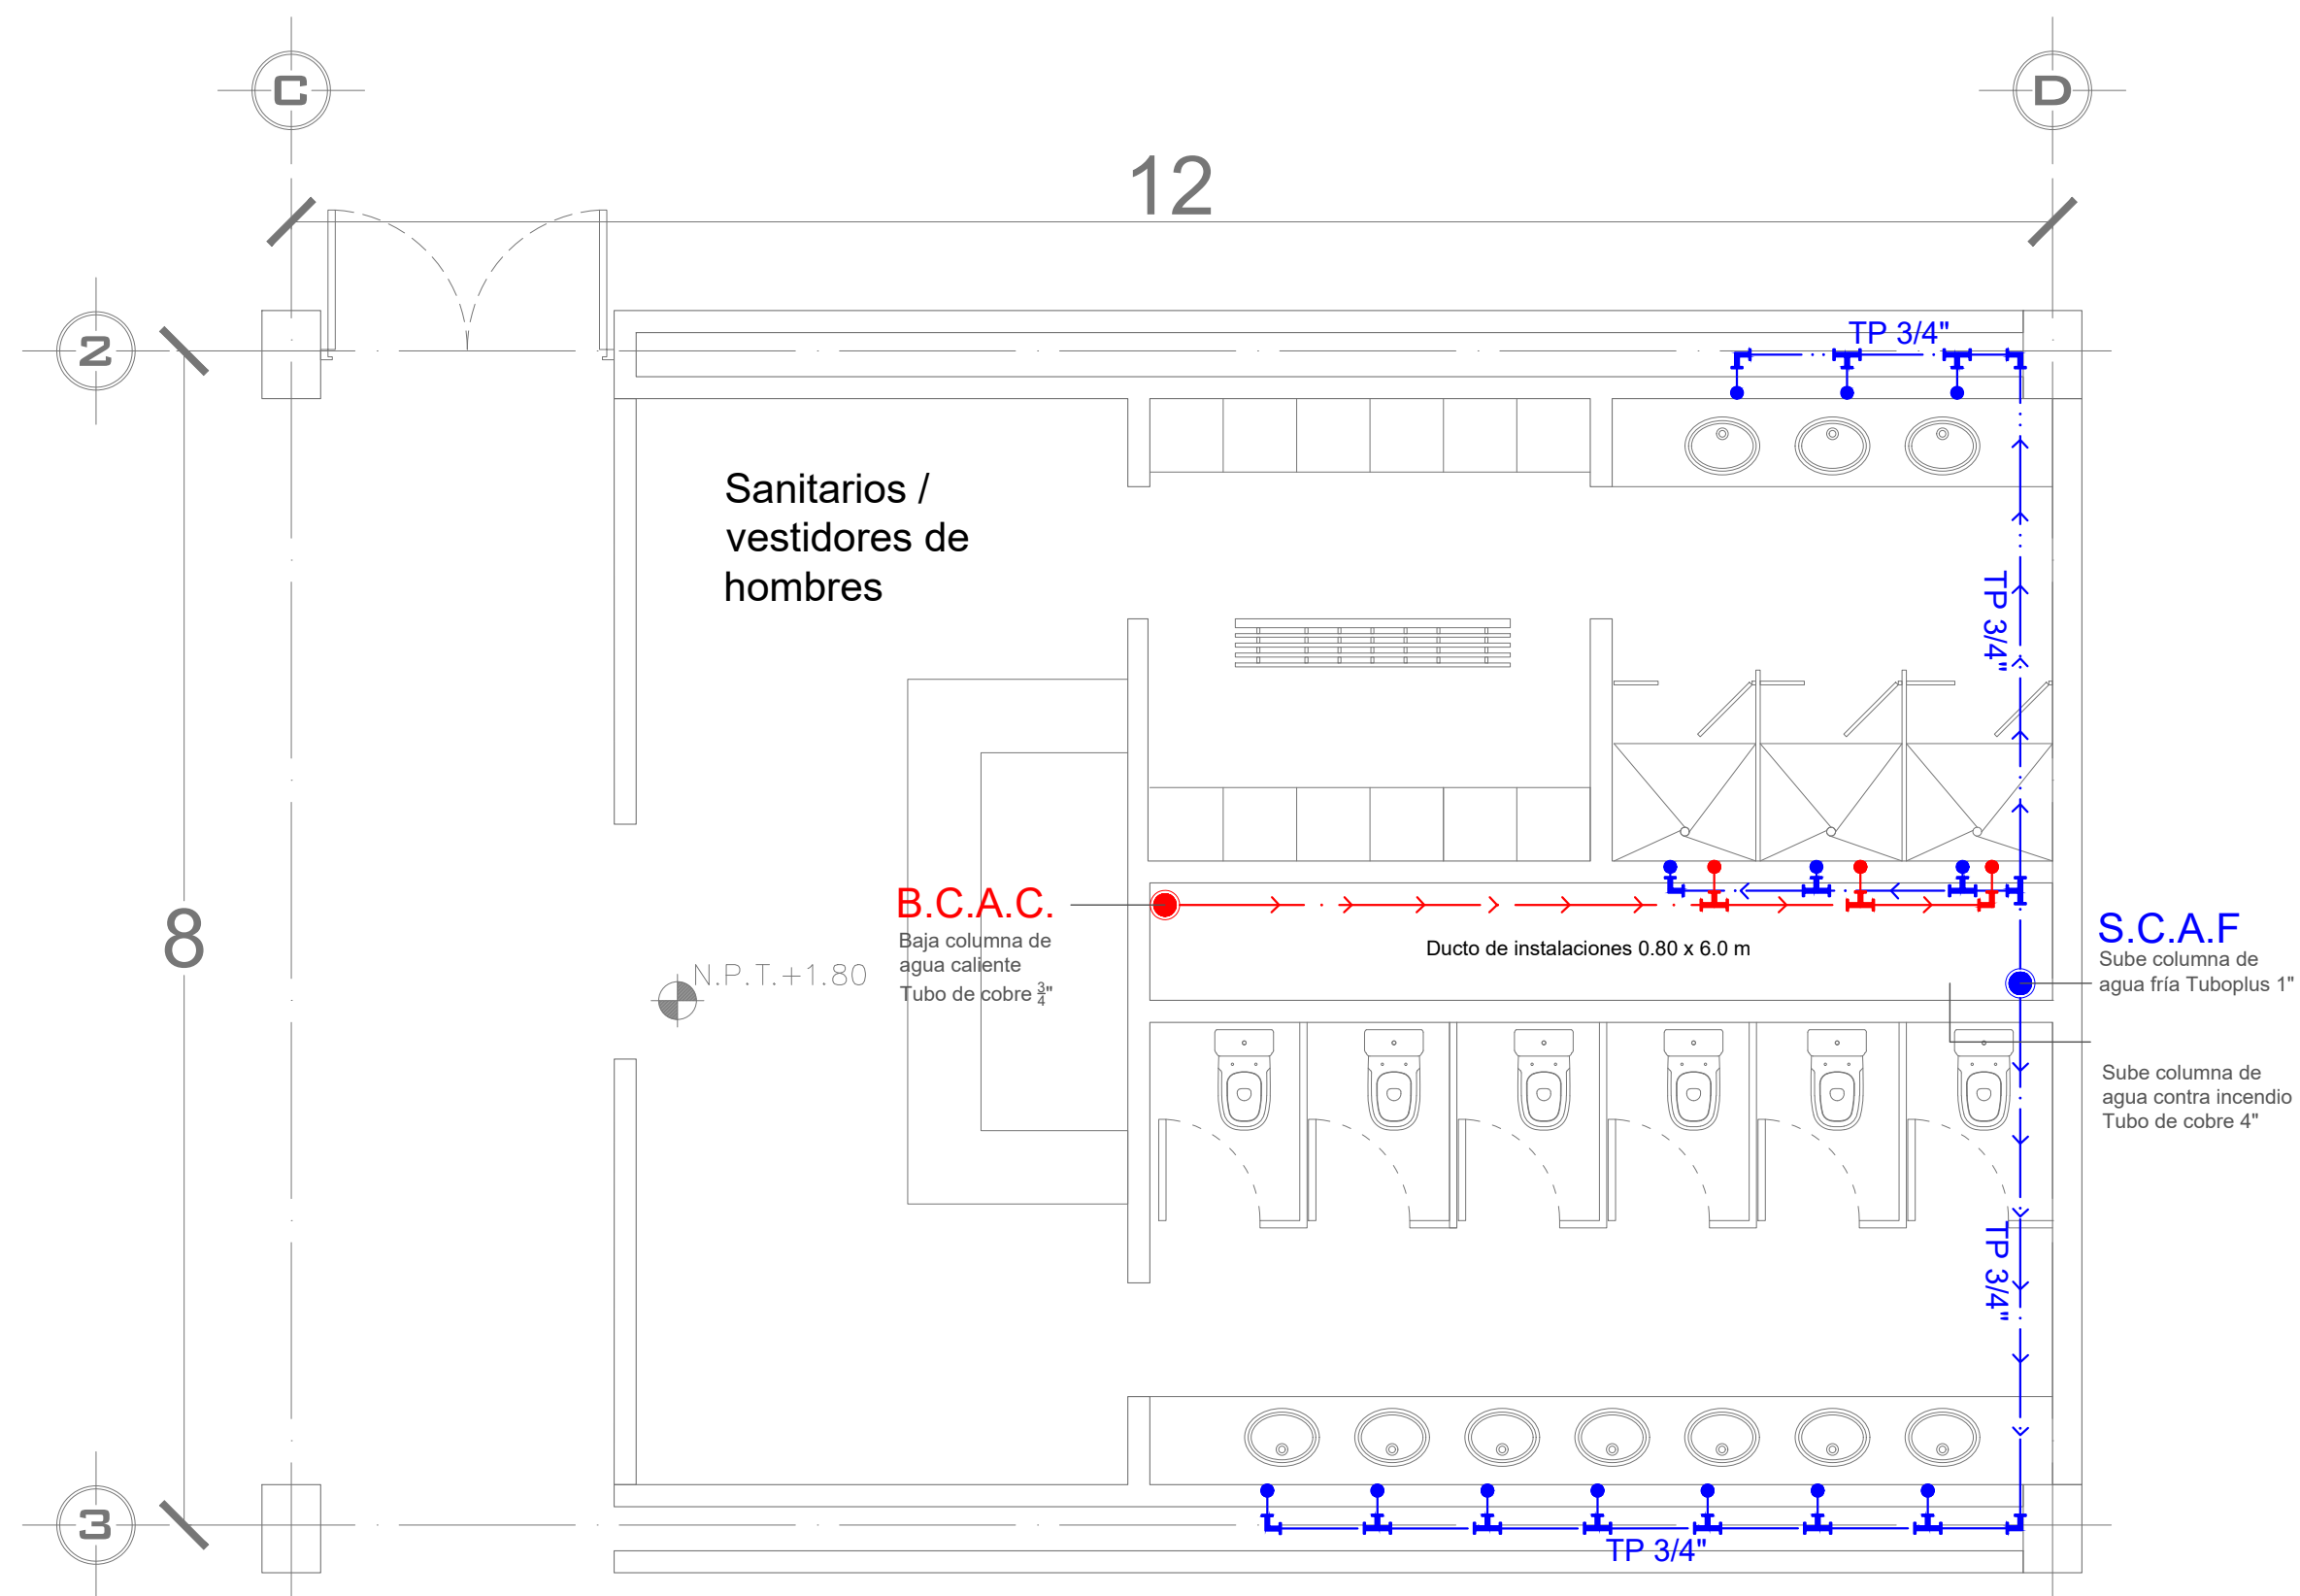 C
D
12
2
TP 3/4"
Sanitarios /
vestidores de
hombres
TP 3/4"
B.C.A.C.
Baja columna de
agua caliente
Tubo de cobre 3/4"
8
N.P.T.+1.80
Ducto de instalaciones 0.80 x 6.0 m
S.C.A.F
Sube columna de
agua fría Tuboplus 1"
Sube columna de
agua contra incendio
Tubo de cobre 4"
TP 3/4"
3
TP 3/4"